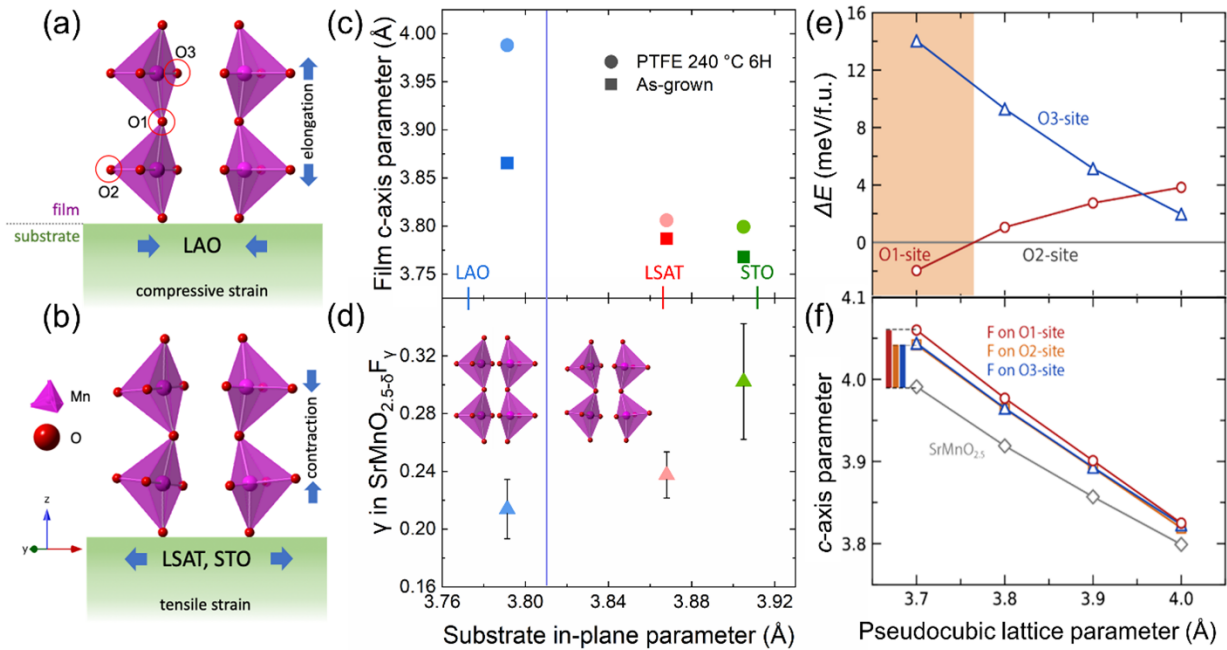 (a)
O3
O1
O2
elongation
film
substrate
LAO
compressive strain
(b)
Mn
O
contraction
z
y
LSAT, STO
tensile strain
(c)
Film c-axis parameter (Å)
4.00
3.95
3.90
3.85
3.80
3.75
PTFE 240 °C 6H
As-grown
LAO
LSAT
STO
(d)
γ in SrMnO2.5-δFγ
0.32
0.28
0.24
0.20
0.16
3.76
3.80
3.84
3.88
3.92
Substrate in-plane parameter (Å)
(e)
ΔE (meV/f.u.)
16
12
8
4
0
O3-site
O1-site
O2-site
(f)
c-axis parameter
4.1
4.0
3.9
3.8
F on O1-site
F on O2-site
F on O3-site
SrMnO2.5
3.7
3.8
3.9
4.0
Pseudocubic lattice parameter (Å)